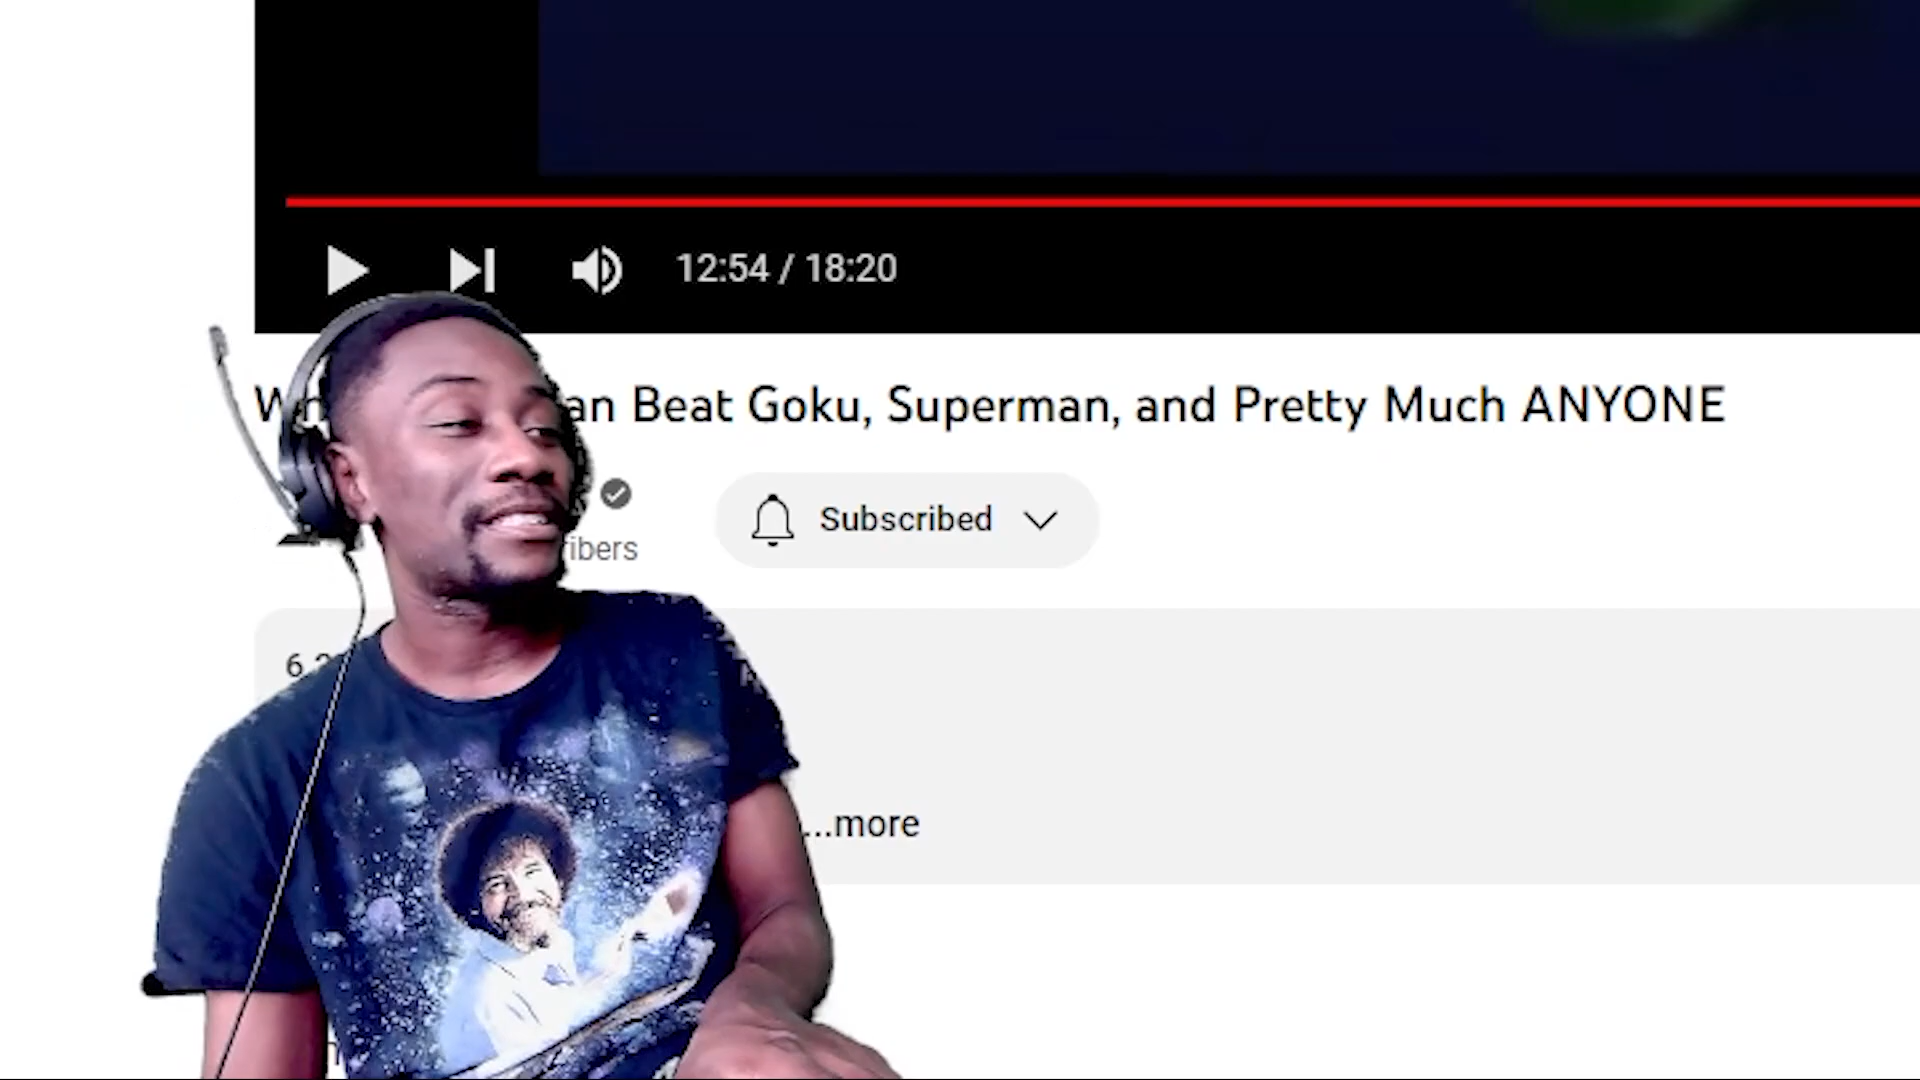 12:54 / 18:20
an Beat Goku, Superman, and Pretty Much ANYONE
Subscribed
ibers
...more